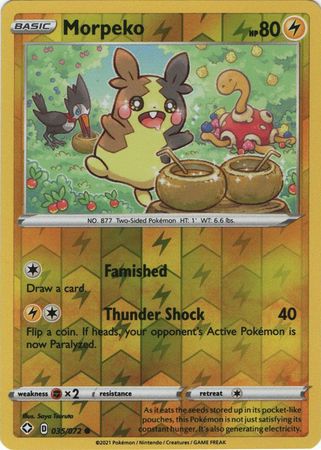 BASIC Morpeko HP80
NO. 877 Two-Sided Pokémon HT: 1' WT: 6.6 lbs.
Famished
Draw a card.
Thunder Shock 40
Flip a coin. If heads, your opponent's Active Pokémon is
now Paralyzed.
weakness ×2 resistance retreat
Illus. Saya Tsuruta
As it eats the seeds stored up in its pocket-like
pouches, this Pokémon is not just satisfying its
constant hunger. It's also generating electricity.
D 035/072
©2021 Pokémon / Nintendo / Creatures / GAME FREAK